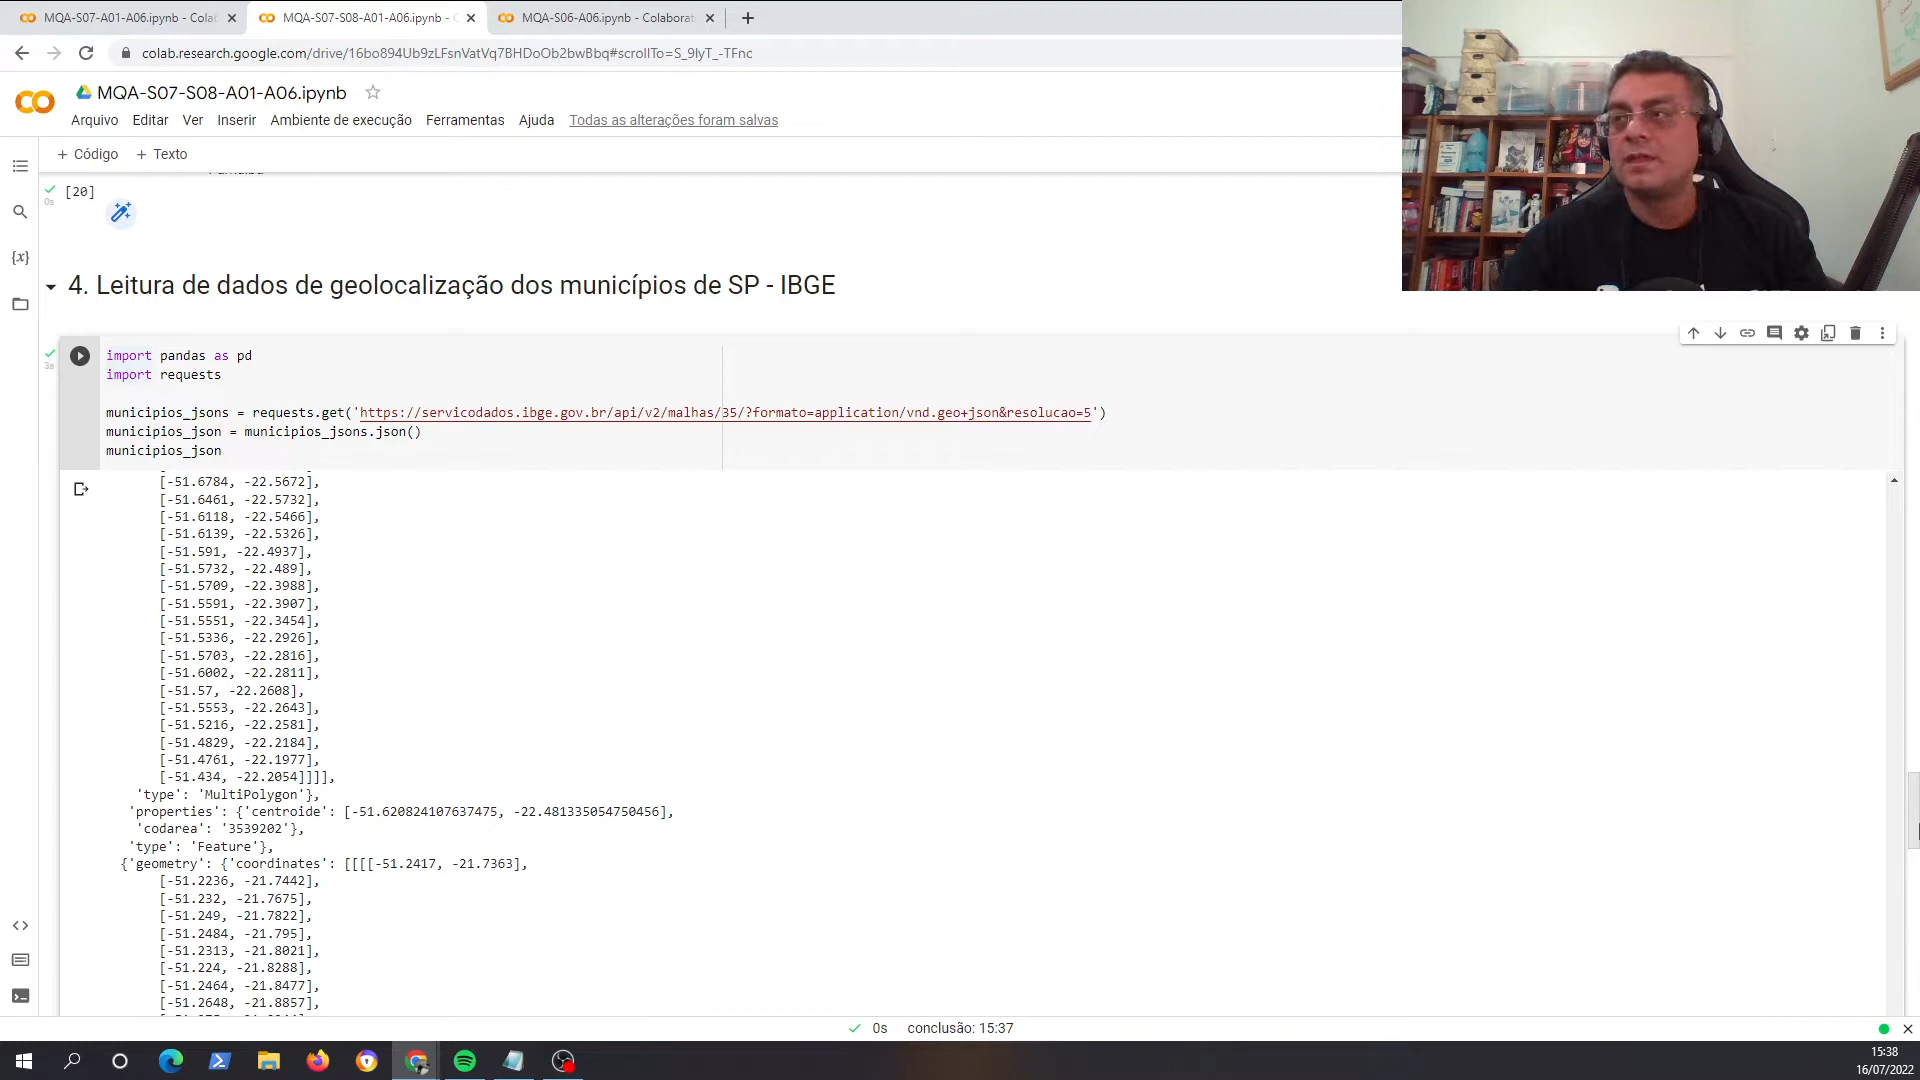 MQA-S07-A01-A06.ipynb - Colab
MQA-S07-S08-A01-A06.ipynb - C
MQA-S06-A06.ipynb - Colaborat
colab.research.google.com/drive/16bo894Ub9zLFsnVatVq7BHDoOb2bwBbq#scrollTo=S_9lyT_-TFnc
MQA-S07-S08-A01-A06.ipynb
Arquivo Editar Ver Inserir Ambiente de execução Ferramentas Ajuda Todas as alterações foram salvas
+ Código + Texto
[20]
0s
4. Leitura de dados de geolocalização dos municípios de SP - IBGE
3s
import pandas as pd
import requests
municipios_jsons = requests.get('https://servicodados.ibge.gov.br/api/v2/malhas/35/?formato=application/vnd.geo+json&resolucao=5')
municipios_json = municipios_jsons.json()
municipios_json
[-51.6784, -22.5672],
[-51.6461, -22.5732],
[-51.6118, -22.5466],
[-51.6139, -22.5326],
[-51.591, -22.4937],
[-51.5732, -22.489],
[-51.5709, -22.3988],
[-51.5591, -22.3907],
[-51.5551, -22.3454],
[-51.5336, -22.2926],
[-51.5703, -22.2816],
[-51.6002, -22.2811],
[-51.57, -22.2608],
[-51.5553, -22.2643],
[-51.5216, -22.2581],
[-51.4829, -22.2184],
[-51.4761, -22.1977],
[-51.434, -22.2054]]]],
'type': 'MultiPolygon'},
'properties': {'centroide': [-51.620824107637475, -22.481335054750456],
'codarea': '3539202'},
'type': 'Feature'},
{'geometry': {'coordinates': [[[[-51.2417, -21.7363],
[-51.2236, -21.7442],
[-51.232, -21.7675],
[-51.249, -21.7822],
[-51.2484, -21.795],
[-51.2313, -21.8021],
[-51.224, -21.8288],
[-51.2464, -21.8477],
[-51.2648, -21.8857],
0s conclusão: 15:37
15:38
16/07/2022